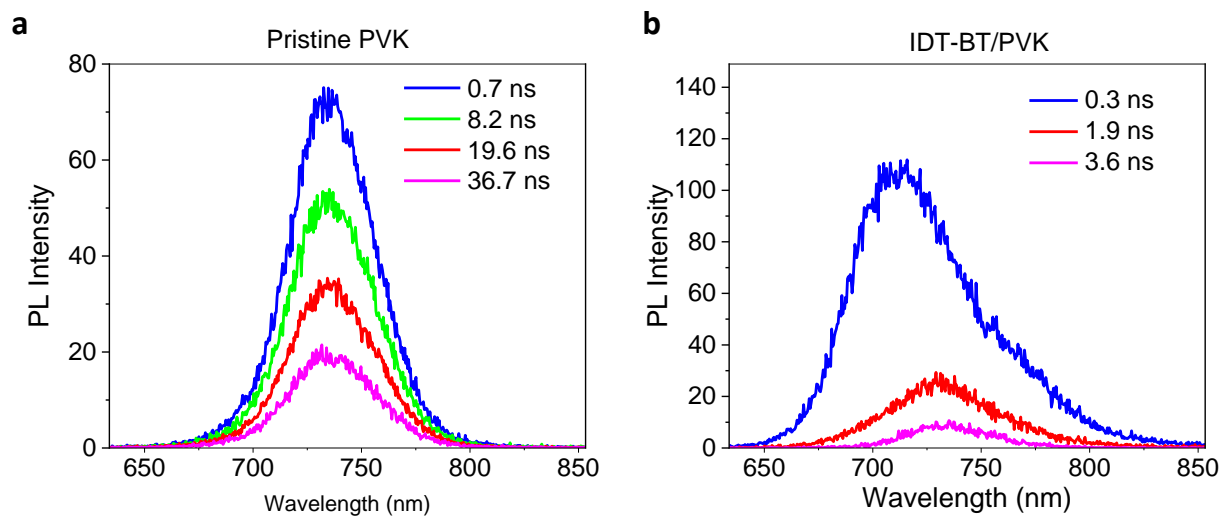 a
Pristine PVK
80
60
40
20
0
PL Intensity
0.7 ns
8.2 ns
19.6 ns
36.7 ns
650
700
750
800
850
Wavelength (nm)
b
IDT-BT/PVK
140
120
100
80
60
40
20
0
PL Intensity
0.3 ns
1.9 ns
3.6 ns
650
700
750
800
850
Wavelength (nm)